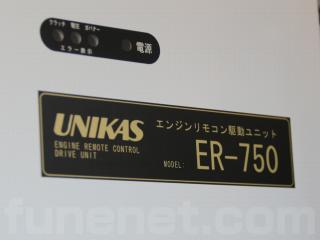 クラッチ 電圧 ガバナー
エラー表示
電源
UNIKAS
エンジンリモコン駆動ユニット
ENGINE REMOTE CONTROL
DRIVE UNIT
MODEL: ER-750
funenet.com